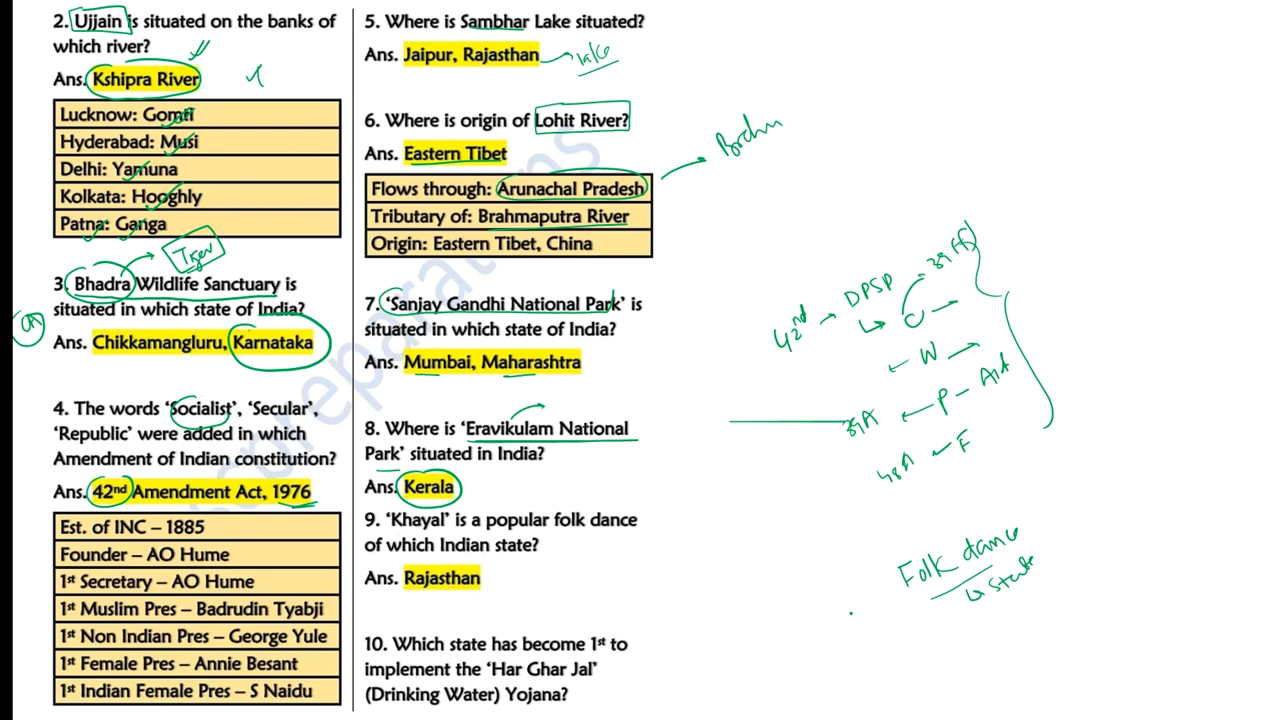 2. Ujjain is situated on the banks of
which river?
Ans. Kshipra River
Lucknow: Gomti
Hyderabad: Musi
Delhi: Yamuna
Kolkata: Hooghly
Patna: Ganga
Tiger
3. Bhadra Wildlife Sanctuary is
situated in which state of India?
Ans. Chikkamangluru, Karnataka
4. The words ‘Socialist’, ‘Secular’,
‘Republic’ were added in which
Amendment of Indian constitution?
Ans. 42nd Amendment Act, 1976
Est. of INC – 1885
Founder – AO Hume
1st Secretary – AO Hume
1st Muslim Pres – Badrudin Tyabji
1st Non Indian Pres – George Yule
1st Female Pres – Annie Besant
1st Indian Female Pres – S Naidu
5. Where is Sambhar Lake situated?
Ans. Jaipur, Rajasthan
lake
6. Where is origin of Lohit River?
Ans. Eastern Tibet
Flows through: Arunachal Pradesh
Tributary of: Brahmaputra River
Origin: Eastern Tibet, China
7. ‘Sanjay Gandhi National Park’ is
situated in which state of India?
Ans. Mumbai, Maharashtra
8. Where is ‘Eravikulam National
Park’ situated in India?
Ans. Kerala
9. ‘Khayal’ is a popular folk dance
of which Indian state?
Ans. Rajasthan
10. Which state has become 1st to
implement the ‘Har Ghar Jal’
(Drinking Water) Yojana?
Brahm
42nd DPSP
C 39(f)
W
39A P
48A F
Folk dance
state